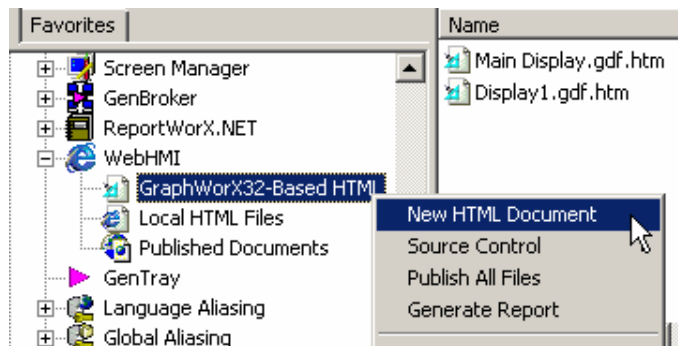 Favorites
Screen Manager
GenBroker
ReportWorX.NET
WebHMI
GraphWorX32-Based HTML
Local HTML Files
Published Documents
GenTray
Language Aliasing
Global Aliasing
Name
Main Display.gdf.htm
Display1.gdf.htm
New HTML Document
Source Control
Publish All Files
Generate Report